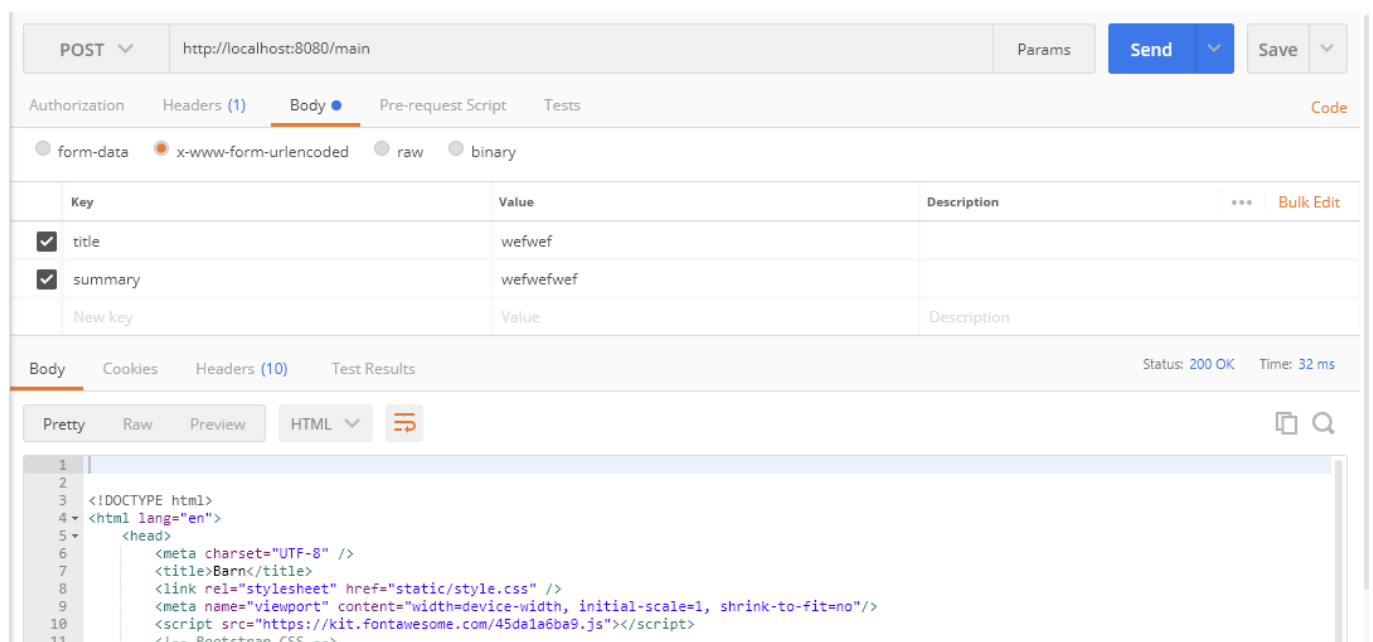 POST http://localhost:8080/main Params Send Save
Authorization Headers (1) Body Pre-request Script Tests Code
form-data x-www-form-urlencoded raw binary
Key Value Description ••• Bulk Edit
title wefwef
summary wefwefwef
New key Value Description
Body Cookies Headers (10) Test Results Status: 200 OK Time: 32 ms
Pretty Raw Preview HTML
1
2
3 <!DOCTYPE html>
4 <html lang="en">
5 <head>
6 <meta charset="UTF-8" />
7 <title>Barn</title>
8 <link rel="stylesheet" href="static/style.css" />
9 <meta name="viewport" content="width=device-width, initial-scale=1, shrink-to-fit=no"/>
10 <script src="https://kit.fontawesome.com/45da1a6ba9.js"></script>
11 <!-- Bootstrap CSS -->